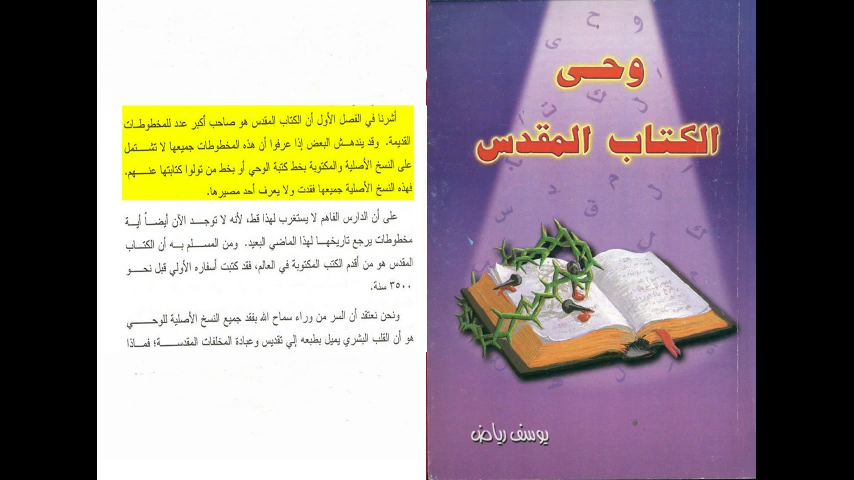 أشرنا في الفصل الأول أن الكتاب المقدس هو صاحب أكبر عدد للمخطوطات
القديمة. وقد يندهش البعض إذا عرفوا أن هذه المخطوطات جميعها لا تشتمل
على النسخ الأصلية والمكتوبة بخط كتبة الوحي أو بخط من تولوا كتابتها عنهم.
فهذه النسخ الأصلية جميعها فقدت ولا يعرف أحد مصيرها.
على أن الدارس الفاهم لا يستغرب لهذا قط، لأنه لا توجد الآن أيضاً أية
مخطوطات يرجع تاريخها لهذا الماضي البعيد. ومن المسلم به أن الكتاب
المقدس هو من أقدم الكتب المكتوبة في العالم، فقد كتبت أسفاره الأولي قبل نحو
٣٥٠٠ سنة.
ونحن نعتقد أن السر من وراء سماح الله بفقد جميع النسخ الأصلية للوحي
هو أن القلب البشري يميل بطبعه إلي تقديس وعبادة المخلفات المقدسة؛ فماذا
وحى
الكتاب المقدس
يوسف رياض